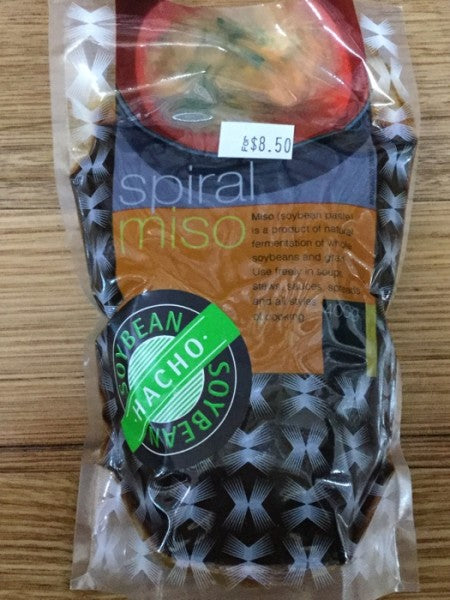 $8.50
spiral
miso
Miso (soybean paste)
is a product of natural
fermentation of whole
soybeans and grain.
Use freely in soup,
stews, sauces, spreads
and all styles
of cooking.
400g
SOYBEAN
HACHO
SOYBEAN